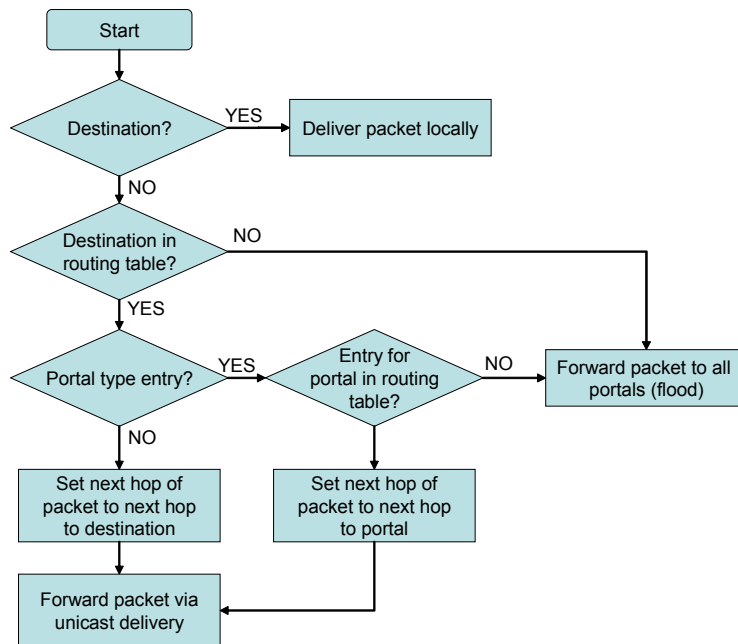 Start
Destination?
YES
Deliver packet locally
NO
Destination in
routing table?
NO
YES
Portal type entry?
YES
Entry for
portal in routing
table?
NO
Forward packet to all
portals (flood)
NO
Set next hop of
packet to next hop
to destination
Set next hop of
packet to next hop
to portal
Forward packet via
unicast delivery